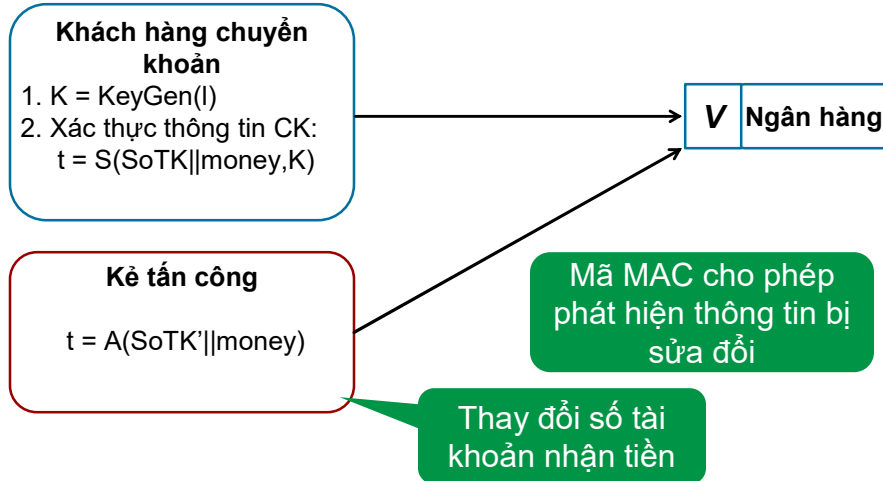 Khách hàng chuyển
khoản
1. K = KeyGen(l)
2. Xác thực thông tin CK:
t = S(SoTK||money,K)
V
Ngân hàng
Kẻ tấn công
t = A(SoTK’||money)
Mã MAC cho phép
phát hiện thông tin bị
sửa đổi
Thay đổi số tài
khoản nhận tiền